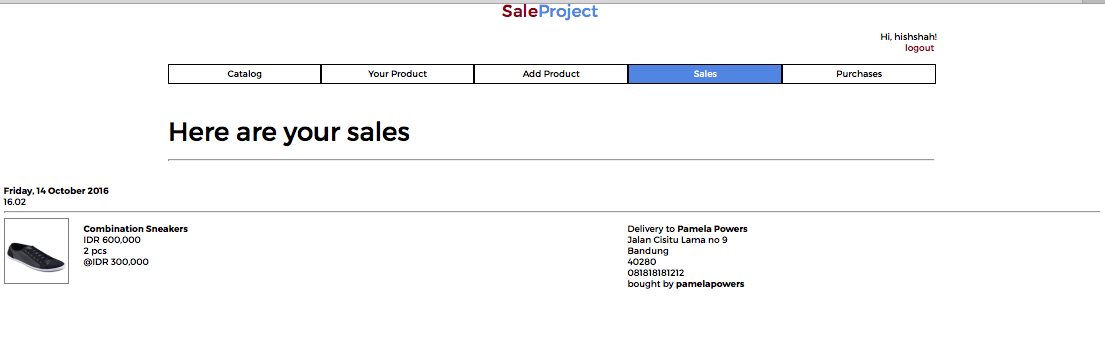 SaleProject
Hi, hishshah!
logout
Catalog Your Product Add Product Sales Purchases
Here are your sales
Friday, 14 October 2016
16.02
Combination Sneakers
IDR 600,000
2 pcs
@IDR 300,000
Delivery to Pamela Powers
Jalan Cisitu Lama no 9
Bandung
40280
081818181212
bought by pamelapowers